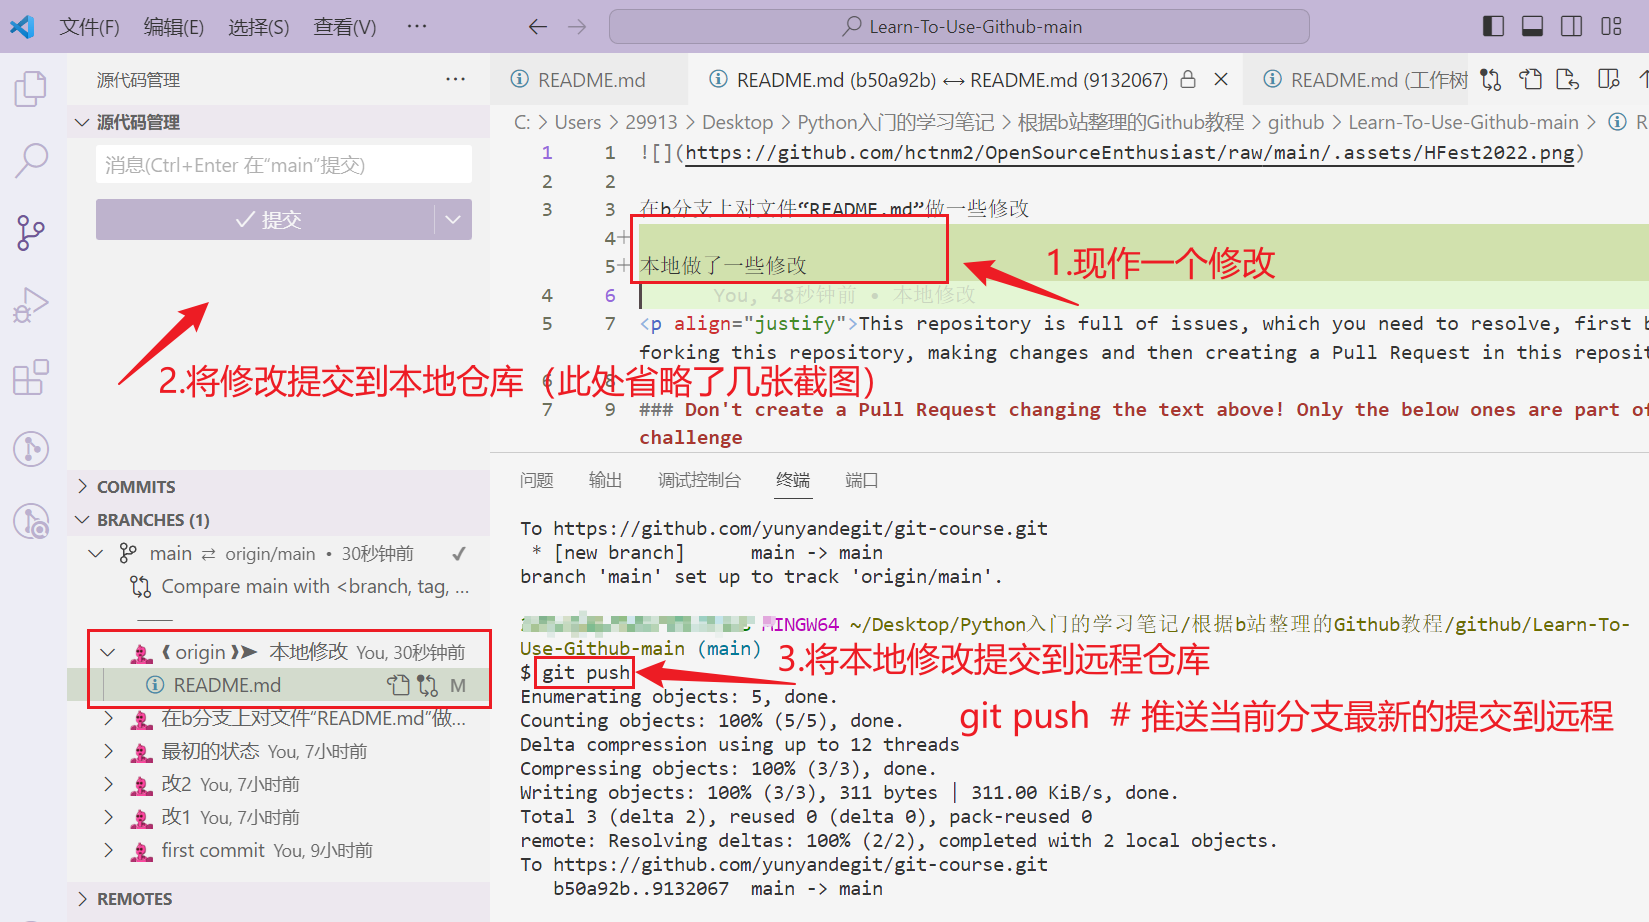 文件(F) 编辑(E) 选择(S) 查看(V) ··· Learn-To-Use-Github-main
源代码管理 ···
源代码管理
消息(Ctrl+Enter 在“main”提交)
提交
2.将修改提交到本地仓库（此处省略了几张截图）
COMMITS
BRANCHES (1)
main ⇄ origin/main • 30秒钟前
Compare main with <branch, tag, ...
origin 本地修改 You, 30秒钟前
README.md M
在b分支上对文件“README.md”做...
最初的状态 You, 7小时前
改2 You, 7小时前
改1 You, 7小时前
first commit You, 9小时前
REMOTES
README.md README.md (b50a92b) ⟷ README.md (9132067) README.md (工作树
C: > Users > 29913 > Desktop > Python入门的学习笔记 > 根据b站整理的Github教程 > github > Learn-To-Use-Github-main > R
1 1 ![](https://github.com/hctnm2/OpenSourceEnthusiast/raw/main/.assets/HFest2022.png)
2 2
3 3 在b分支上对文件“README.md”做一些修改
4+
5+ 本地做了一些修改
1.现作一个修改
4 6 You, 48秒钟前 • 本地修改
5 7 <p align="justify">This repository is full of issues, which you need to resolve, first b
forking this repository, making changes and then creating a Pull Request in this reposit
6 8
7 9 ### Don't create a Pull Request changing the text above! Only the below ones are part of
challenge
问题 输出 调试控制台 终端 端口
To https://github.com/yunyandegit/git-course.git
* [new branch] main -> main
branch 'main' set up to track 'origin/main'.
MINGW64 ~/Desktop/Python入门的学习笔记/根据b站整理的Github教程/github/Learn-To-
Use-Github-main (main)
3.将本地修改提交到远程仓库
$ git push
Enumerating objects: 5, done.
Counting objects: 100% (5/5), done.
git push # 推送当前分支最新的提交到远程
Delta compression using up to 12 threads
Compressing objects: 100% (3/3), done.
Writing objects: 100% (3/3), 311 bytes | 311.00 KiB/s, done.
Total 3 (delta 2), reused 0 (delta 0), pack-reused 0
remote: Resolving deltas: 100% (2/2), completed with 2 local objects.
To https://github.com/yunyandegit/git-course.git
b50a92b..9132067 main -> main